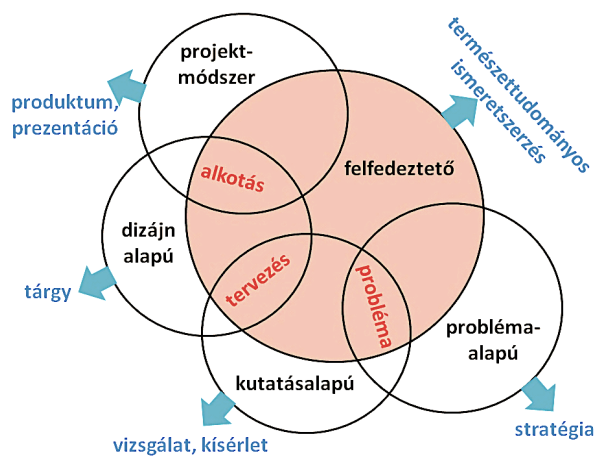 projekt-
módszer
természettudományos
ismeretszerzés
produktum,
prezentáció
felfedeztető
alkotás
dizájn
alapú
tervezés
probléma
tárgy
probléma-
alapú
kutatásalapú
vizsgálat, kísérlet
stratégia